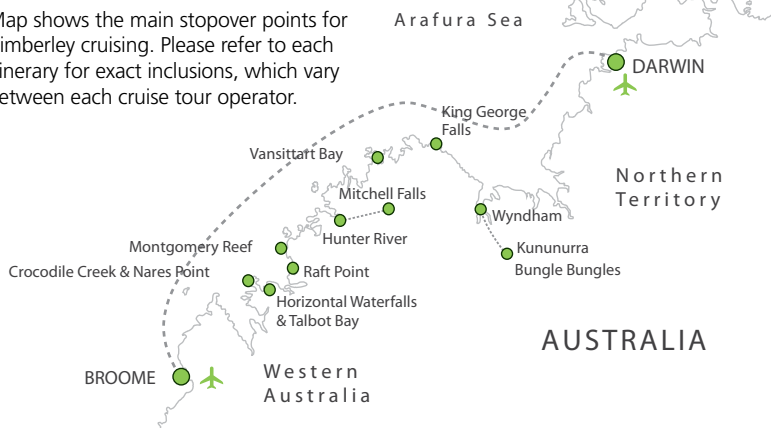 Map shows the main stopover points for
imberley cruising. Please refer to each
inerary for exact inclusions, which vary
etween each cruise tour operator.
Arafura Sea
DARWIN
King George
Falls
Vansittart Bay
Northern
Territory
Mitchell Falls
Wyndham
Hunter River
Montgomery Reef
Kununurra
Bungle Bungles
Crocodile Creek & Nares Point
Raft Point
Horizontal Waterfalls
& Talbot Bay
AUSTRALIA
BROOME
Western
Australia